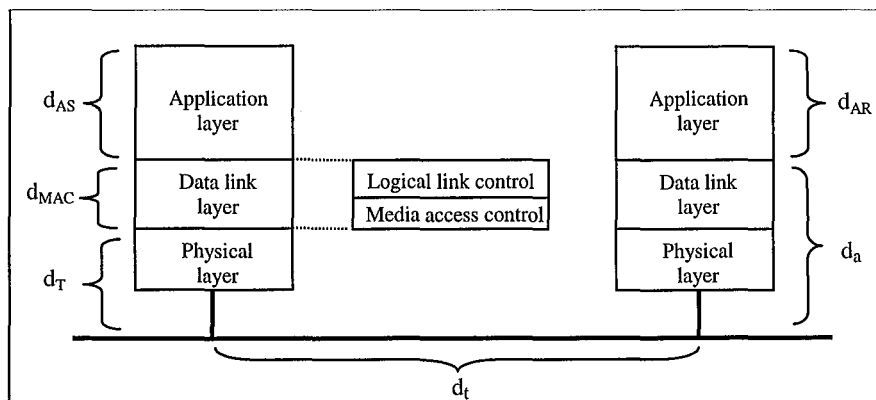 d_AS
Application
layer
Application
layer
d_AR
d_MAC
Data link
layer
Logical link control
Media access control
Data link
layer
d_T
Physical
layer
Physical
layer
d_a
d_t